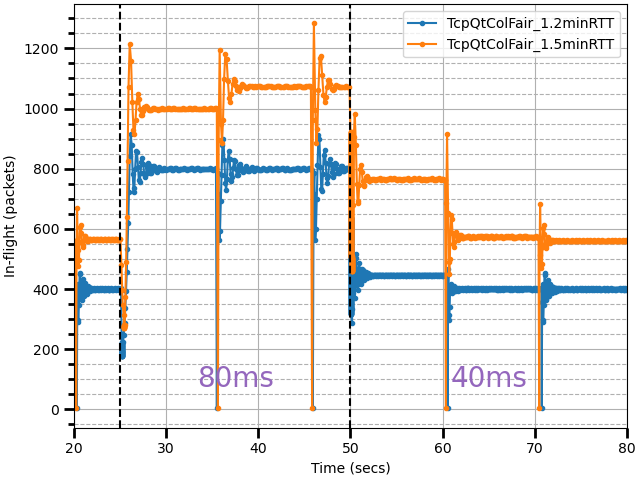 TcpQtColFair_1.2minRTT
TcpQtColFair_1.5minRTT
In-flight (packets)
1200
1000
800
600
400
200
0
80ms
40ms
20
30
40
50
60
70
80
Time (secs)